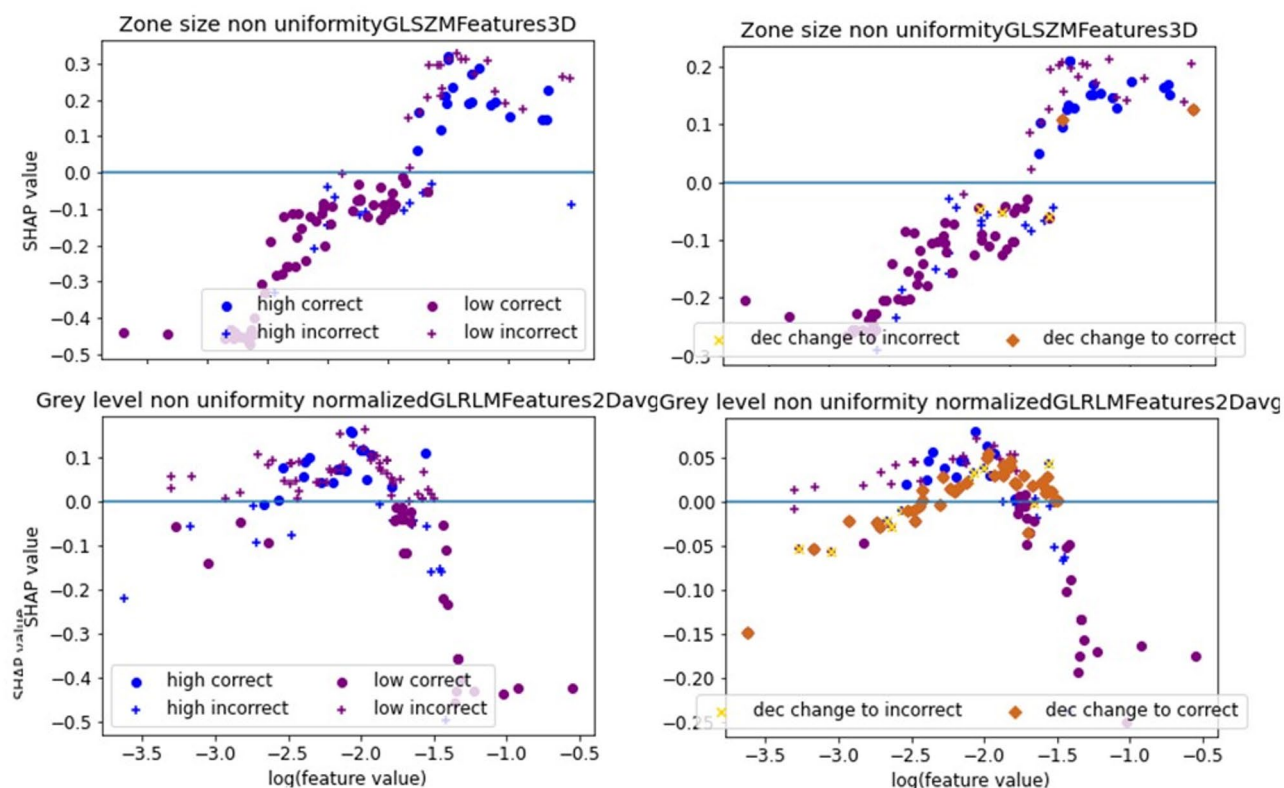 Zone size non uniformityGLSZMFeatures3D
0.3
0.2
0.1
0.0
−0.1
−0.2
−0.3
−0.4
−0.5
SHAP value
high correct
low correct
high incorrect
low incorrect
Zone size non uniformityGLSZMFeatures3D
0.2
0.1
0.0
−0.1
−0.2
−0.3
dec change to incorrect
dec change to correct
Grey level non uniformity normalizedGLRLMFeatures2Davg
0.1
0.0
−0.1
−0.2
−0.3
−0.4
−0.5
SHAP value
SHAP value
high correct
low correct
high incorrect
low incorrect
−3.5
−3.0
−2.5
−2.0
−1.5
−1.0
−0.5
log(feature value)
Grey level non uniformity normalizedGLRLMFeatures2Davg
0.05
0.00
−0.05
−0.10
−0.15
−0.20
−0.25
dec change to incorrect
dec change to correct
−3.5
−3.0
−2.5
−2.0
−1.5
−1.0
−0.5
log(feature value)